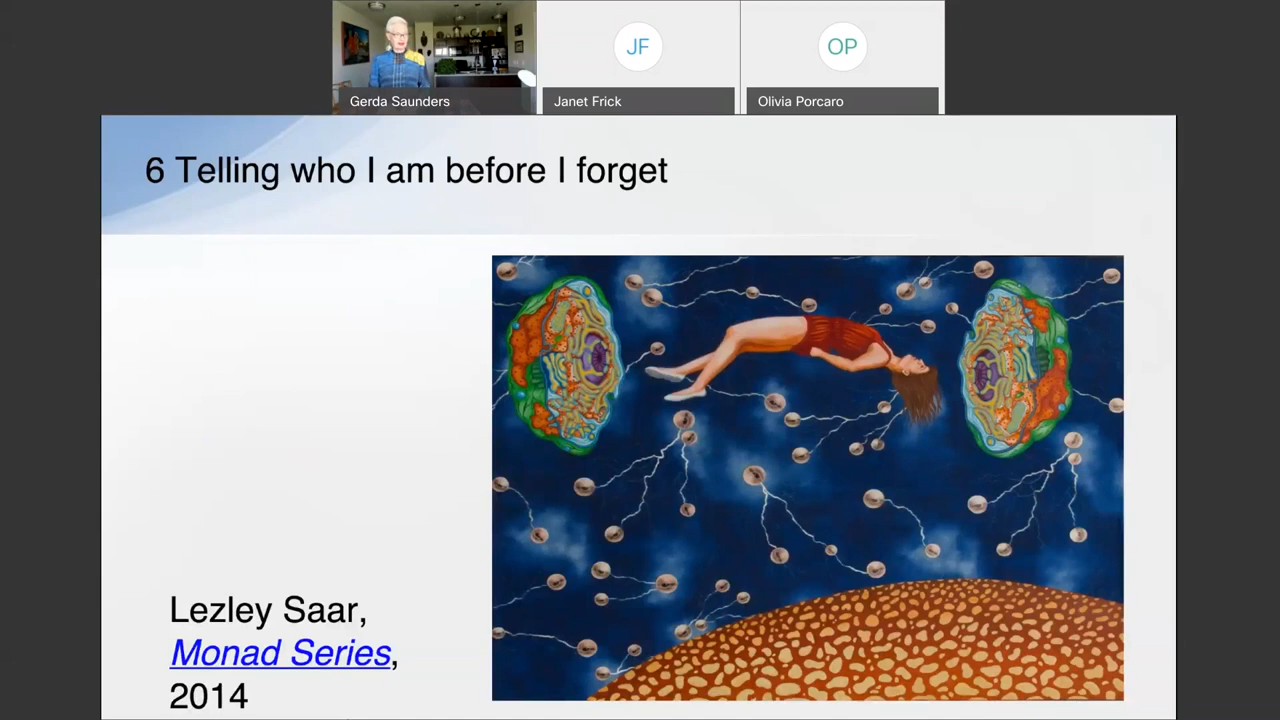 JF
OP
Gerda Saunders
Janet Frick
Olivia Porcaro
6 Telling who I am before I forget
Lezley Saar,
Monad Series,
2014